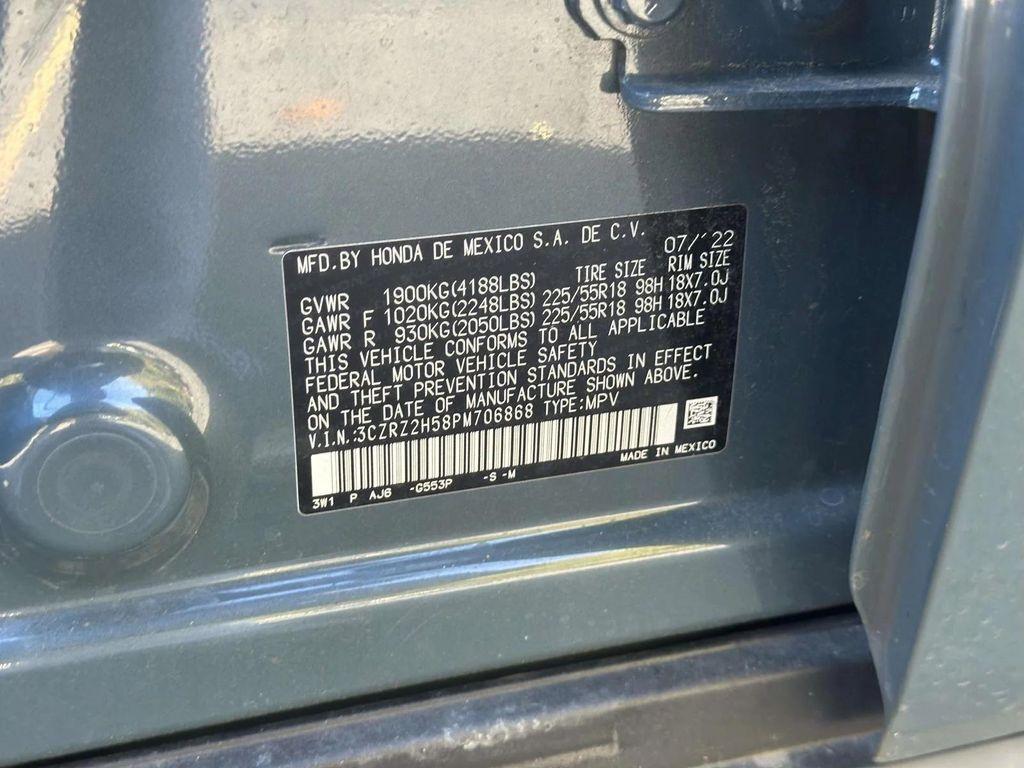 MFD.BY HONDA DE MEXICO S.A. DE C.V. 07/'22
TIRE SIZE RIM SIZE
GVWR 1900KG(4188LBS)
GAWR F 1020KG(2248LBS) 225/55R18 98H 18X7.0J
GAWR R 930KG(2050LBS) 225/55R18 98H 18X7.0J
THIS VEHICLE CONFORMS TO ALL APPLICABLE
FEDERAL MOTOR VEHICLE SAFETY
AND THEFT PREVENTION STANDARDS IN EFFECT
ON THE DATE OF MANUFACTURE SHOWN ABOVE.
V.I.N.:3CZRZ2H58PM706868 TYPE:MPV
3W1 P AJ6 -G553P -S -M MADE IN MEXICO